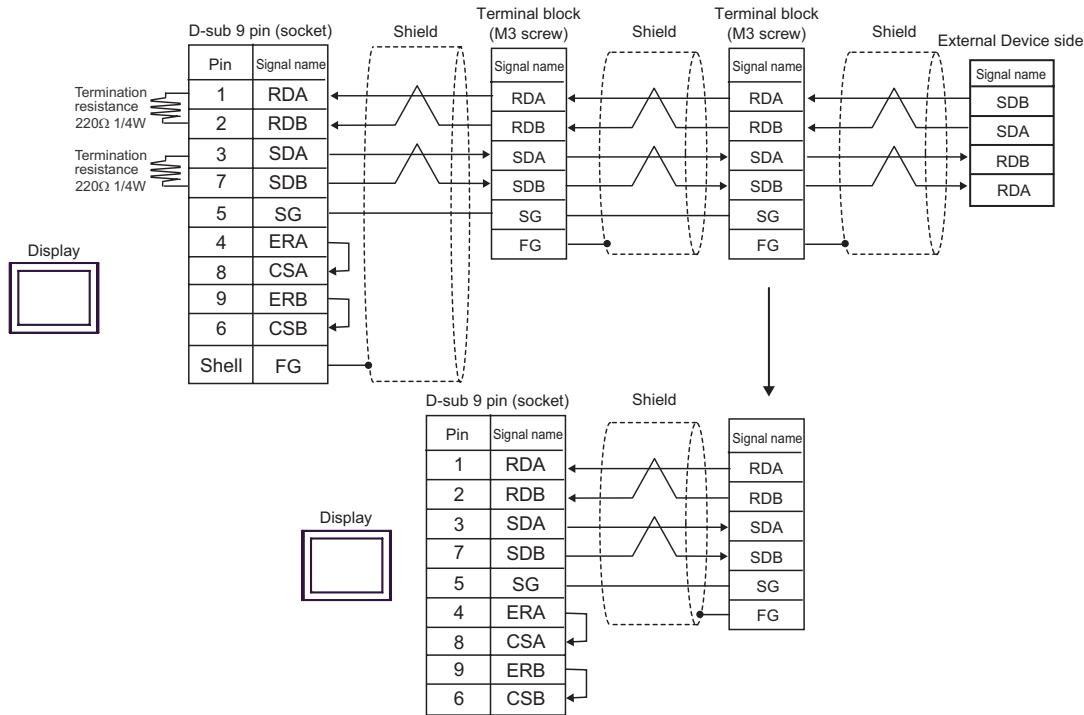 D-sub 9 pin (socket)
Shield
Terminal block
(M3 screw)
Shield
Terminal block
(M3 screw)
Shield
External Device side
Pin Signal name
1 RDA
2 RDB
3 SDA
7 SDB
5 SG
4 ERA
8 CSA
9 ERB
6 CSB
Shell FG
Termination
resistance
220Ω 1/4W
Termination
resistance
220Ω 1/4W
Display
Signal name
RDA
RDB
SDA
SDB
SG
FG
Signal name
RDA
RDB
SDA
SDB
SG
FG
Signal name
SDB
SDA
RDB
RDA
D-sub 9 pin (socket)
Shield
Display
Pin Signal name
1 RDA
2 RDB
3 SDA
7 SDB
5 SG
4 ERA
8 CSA
9 ERB
6 CSB
Signal name
RDA
RDB
SDA
SDB
SG
FG